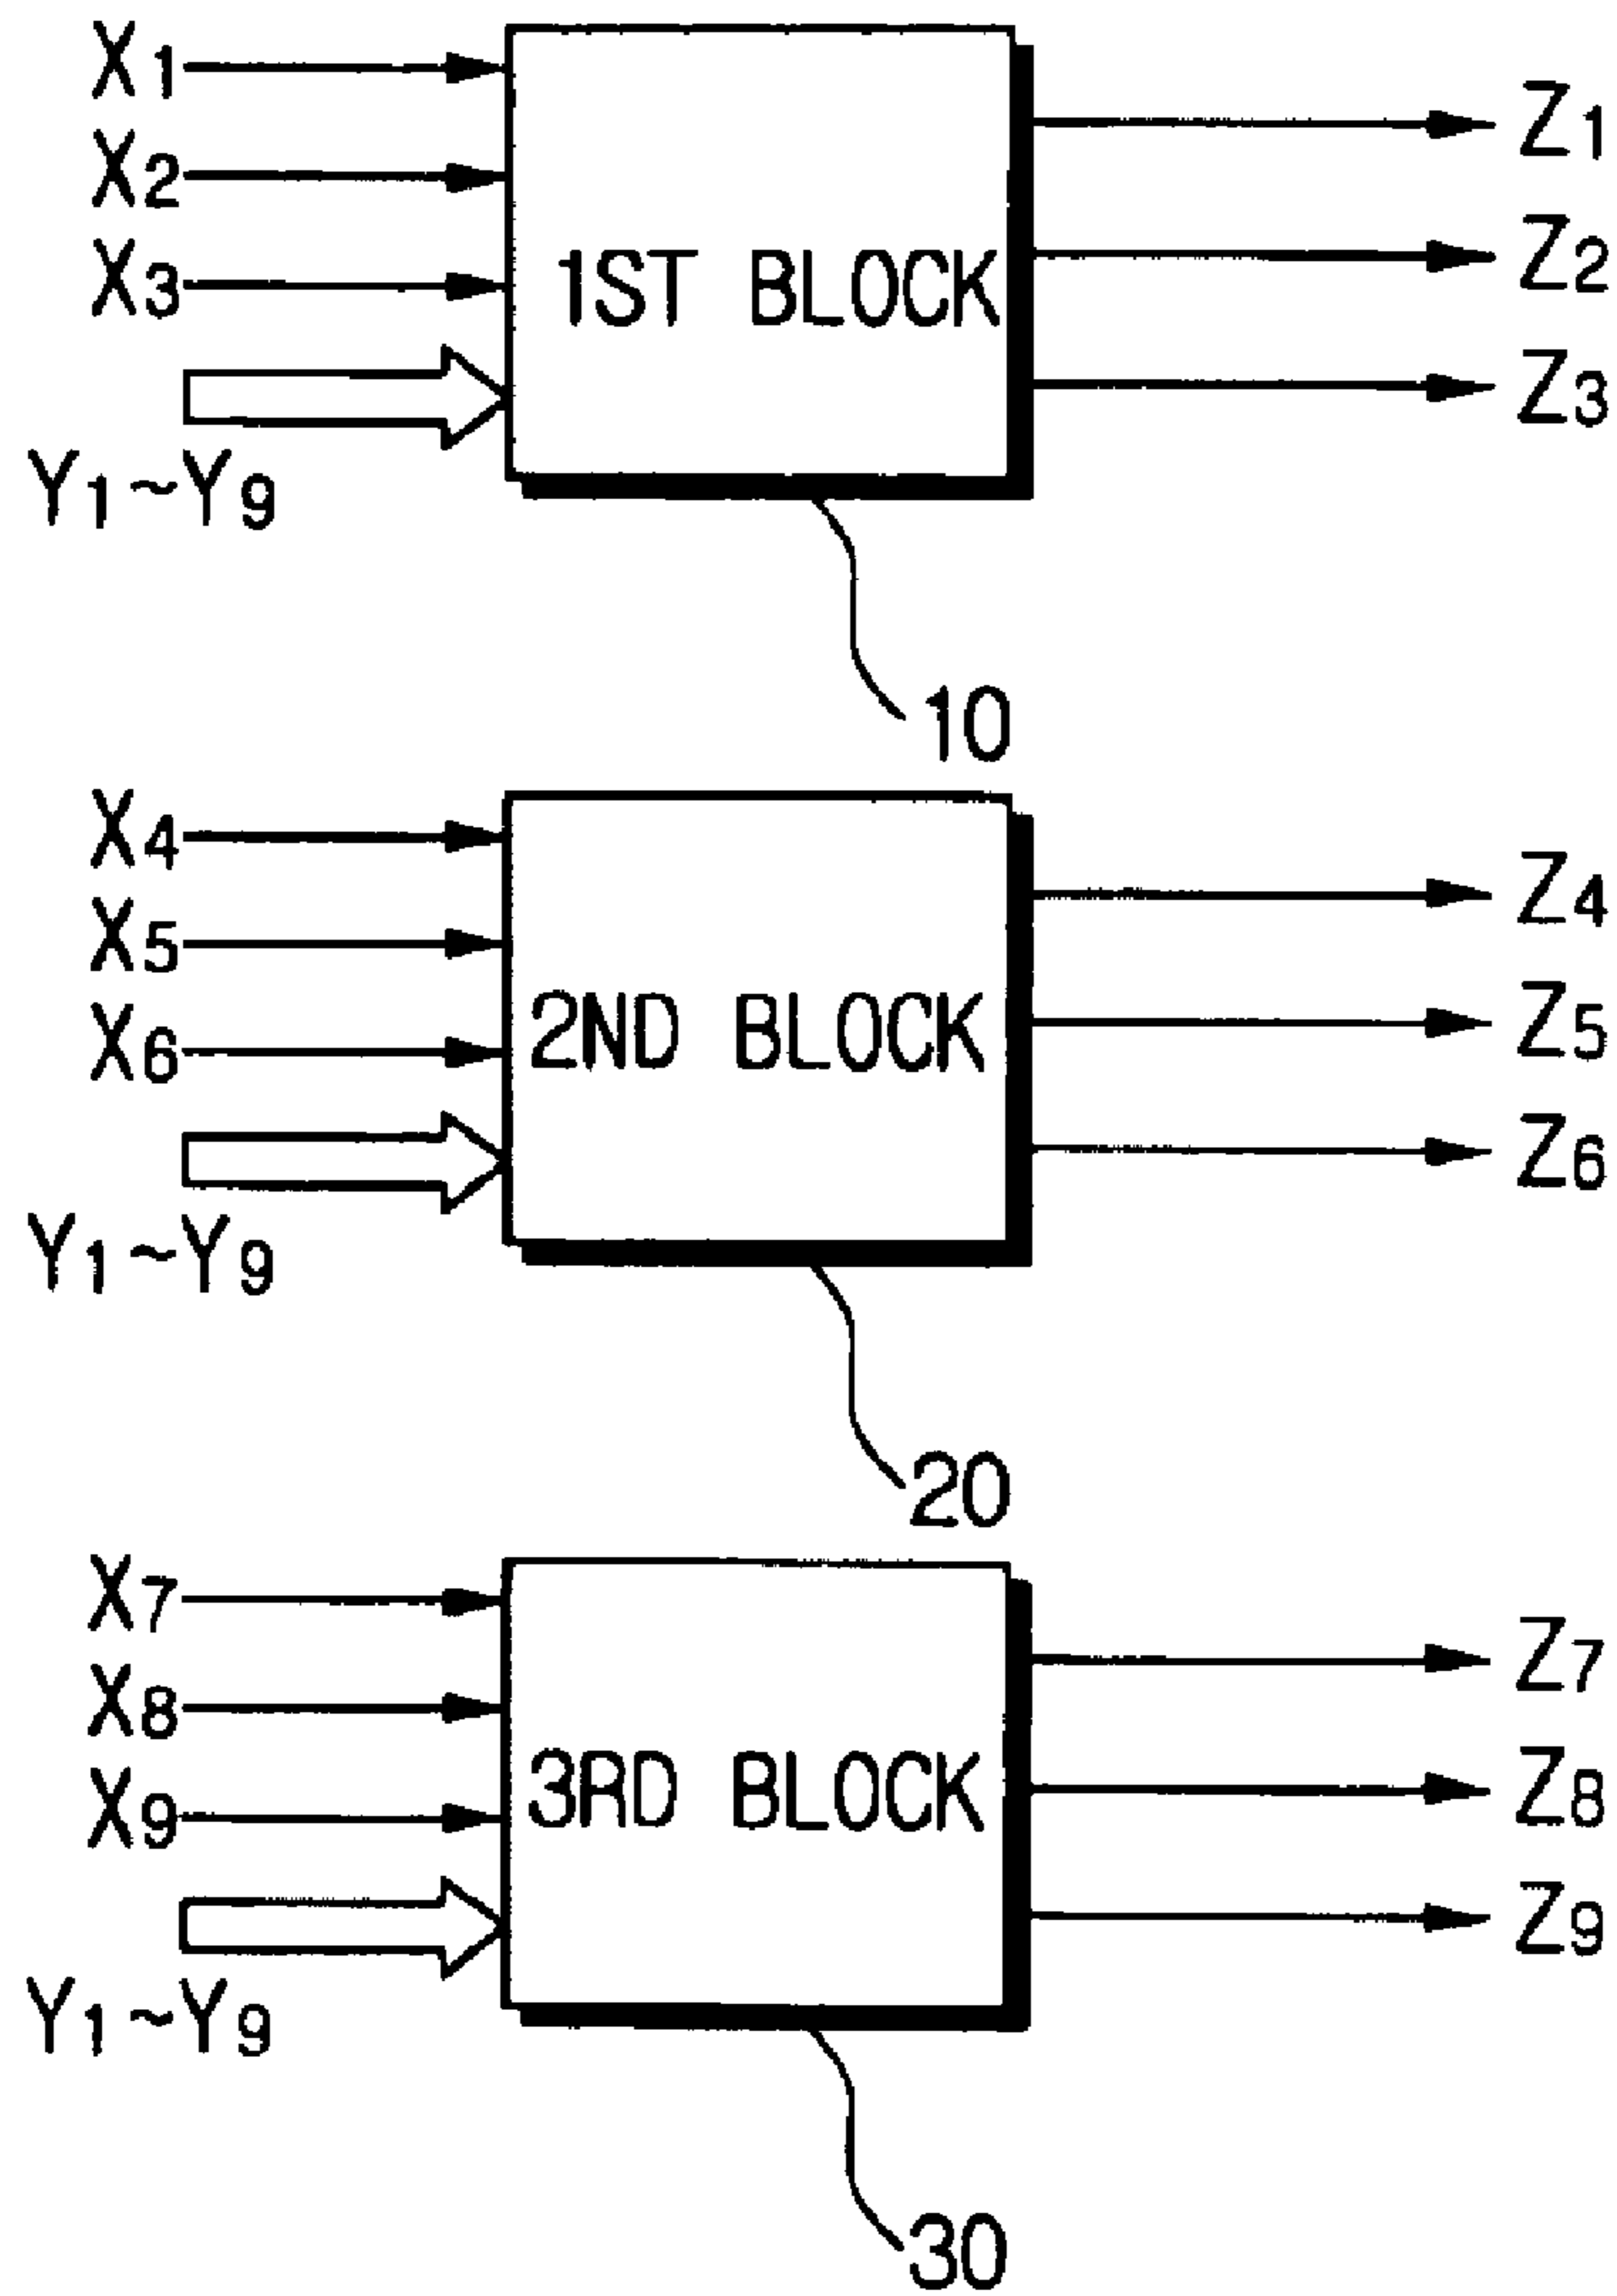 X1
X2
X3
Y1~Y9
1ST BLOCK
Z1
Z2
Z3
10
X4
X5
X6
Y1~Y9
2ND BLOCK
Z4
Z5
Z6
20
X7
X8
X9
Y1~Y9
3RD BLOCK
Z7
Z8
Z9
30